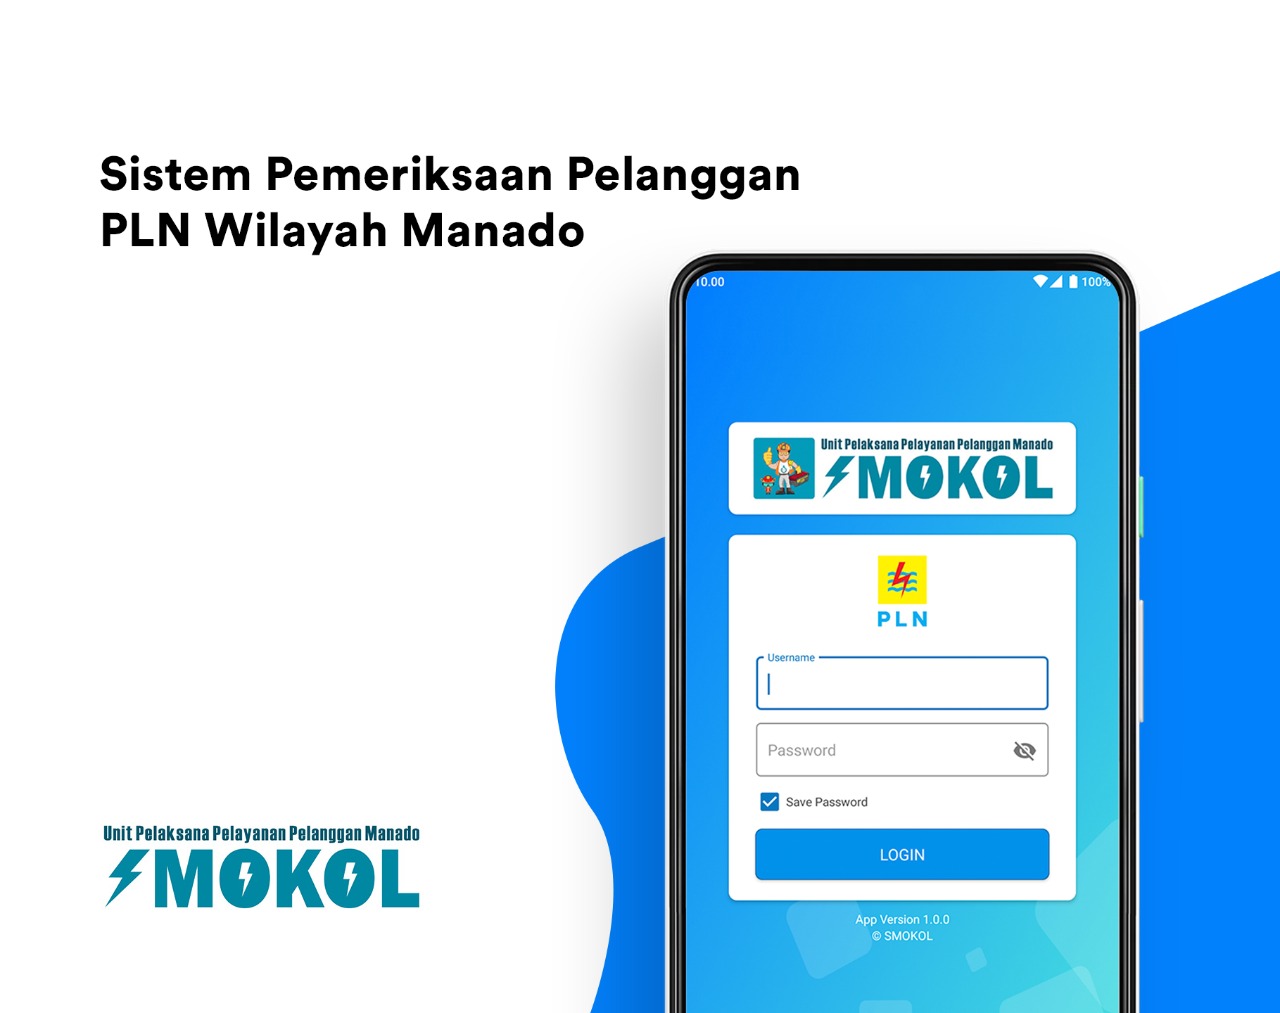 Sistem Pemeriksaan Pelanggan
PLN Wilayah Manado
10.00
100%
Unit Pelaksana Pelayanan Pelanggan Manado
SMOKOL
PLN
Username
Password
Save Password
LOGIN
App Version 1.0.0
© SMOKOL
Unit Pelaksana Pelayanan Pelanggan Manado
SMOKOL